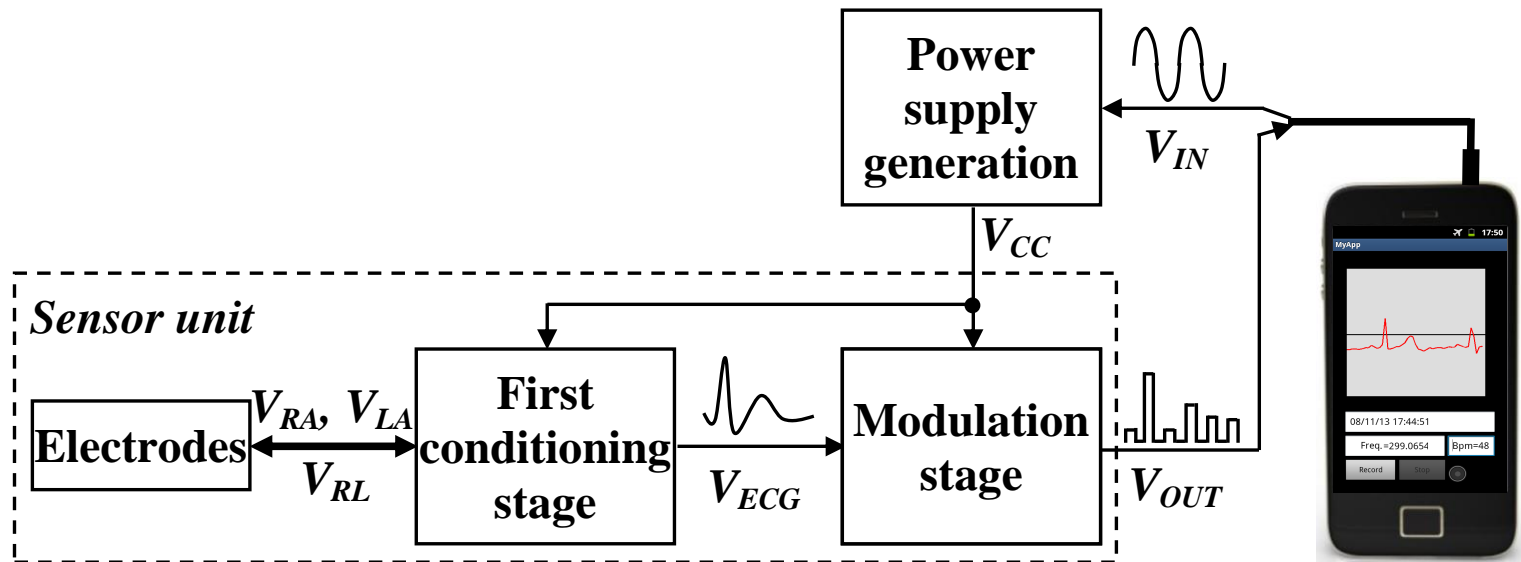 Power
supply
generation
V_IN
V_CC
Sensor unit
Electrodes
V_RA, V_LA
V_RL
First
conditioning
stage
V_ECG
Modulation
stage
V_OUT
17:50
MyApp
08/11/13 17:44:51
Freq.=299.0654
Bpm=48
Record
Stop